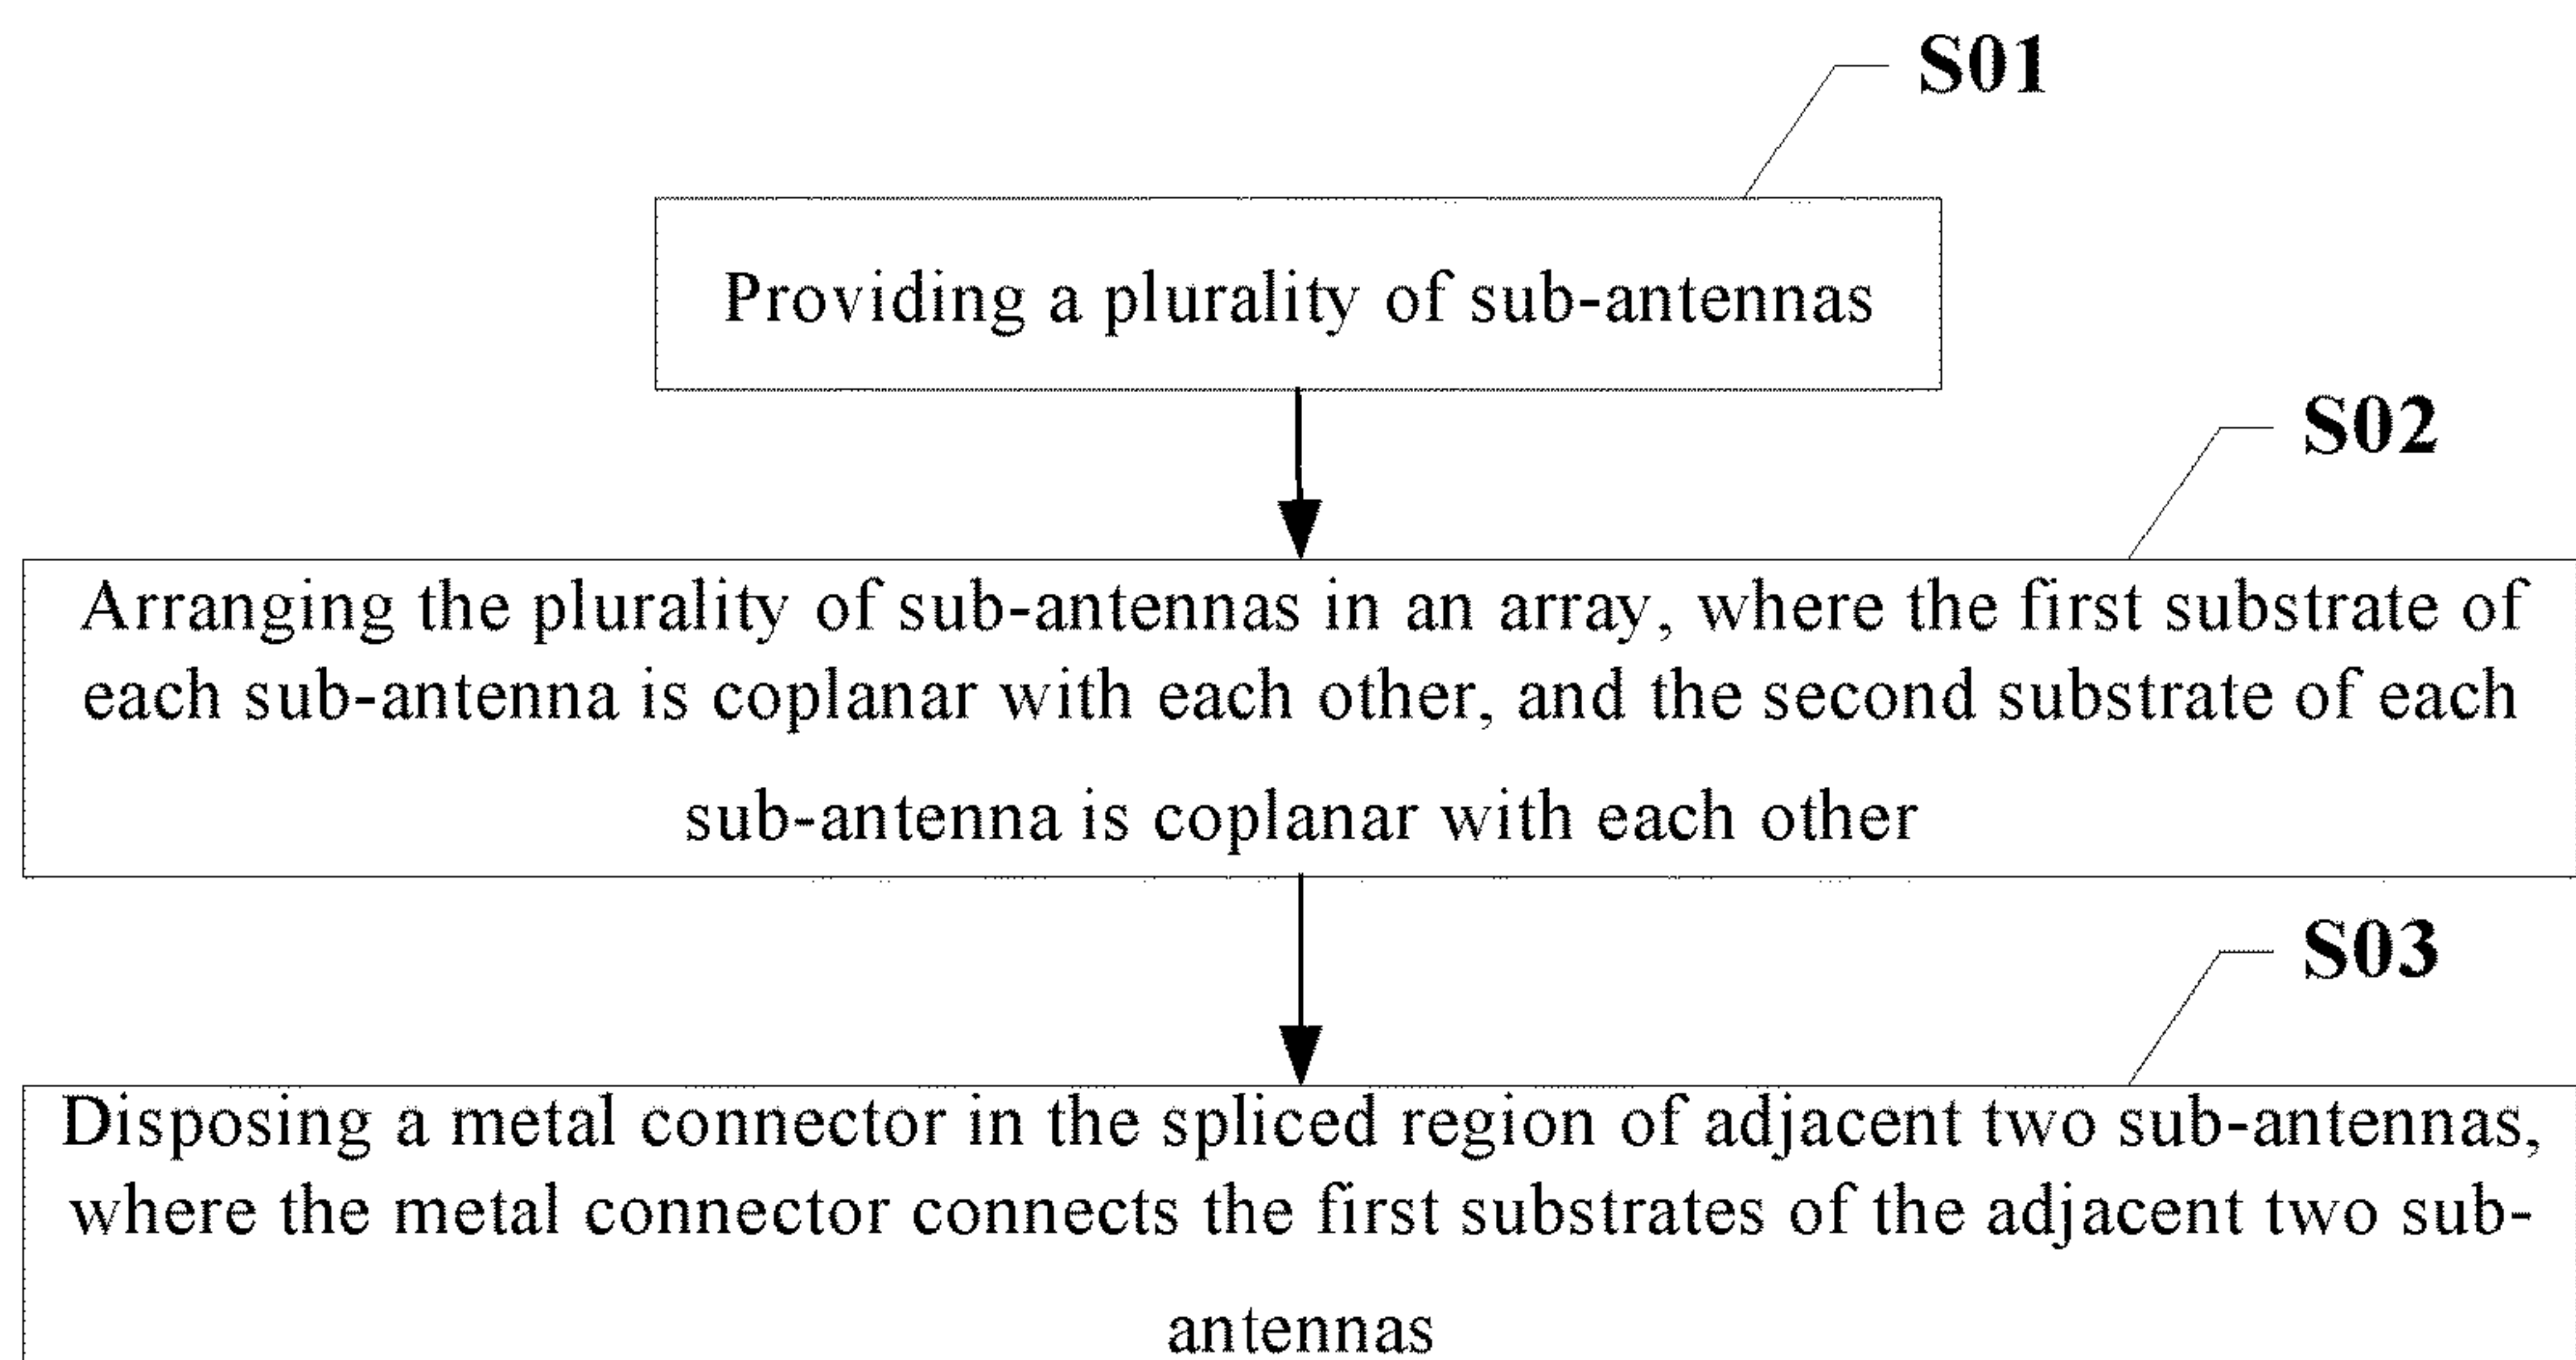 S01
Providing a plurality of sub-antennas
S02
Arranging the plurality of sub-antennas in an array, where the first substrate of
each sub-antenna is coplanar with each other, and the second substrate of each
sub-antenna is coplanar with each other
S03
Disposing a metal connector in the spliced region of adjacent two sub-antennas,
where the metal connector connects the first substrates of the adjacent two sub-
antennas